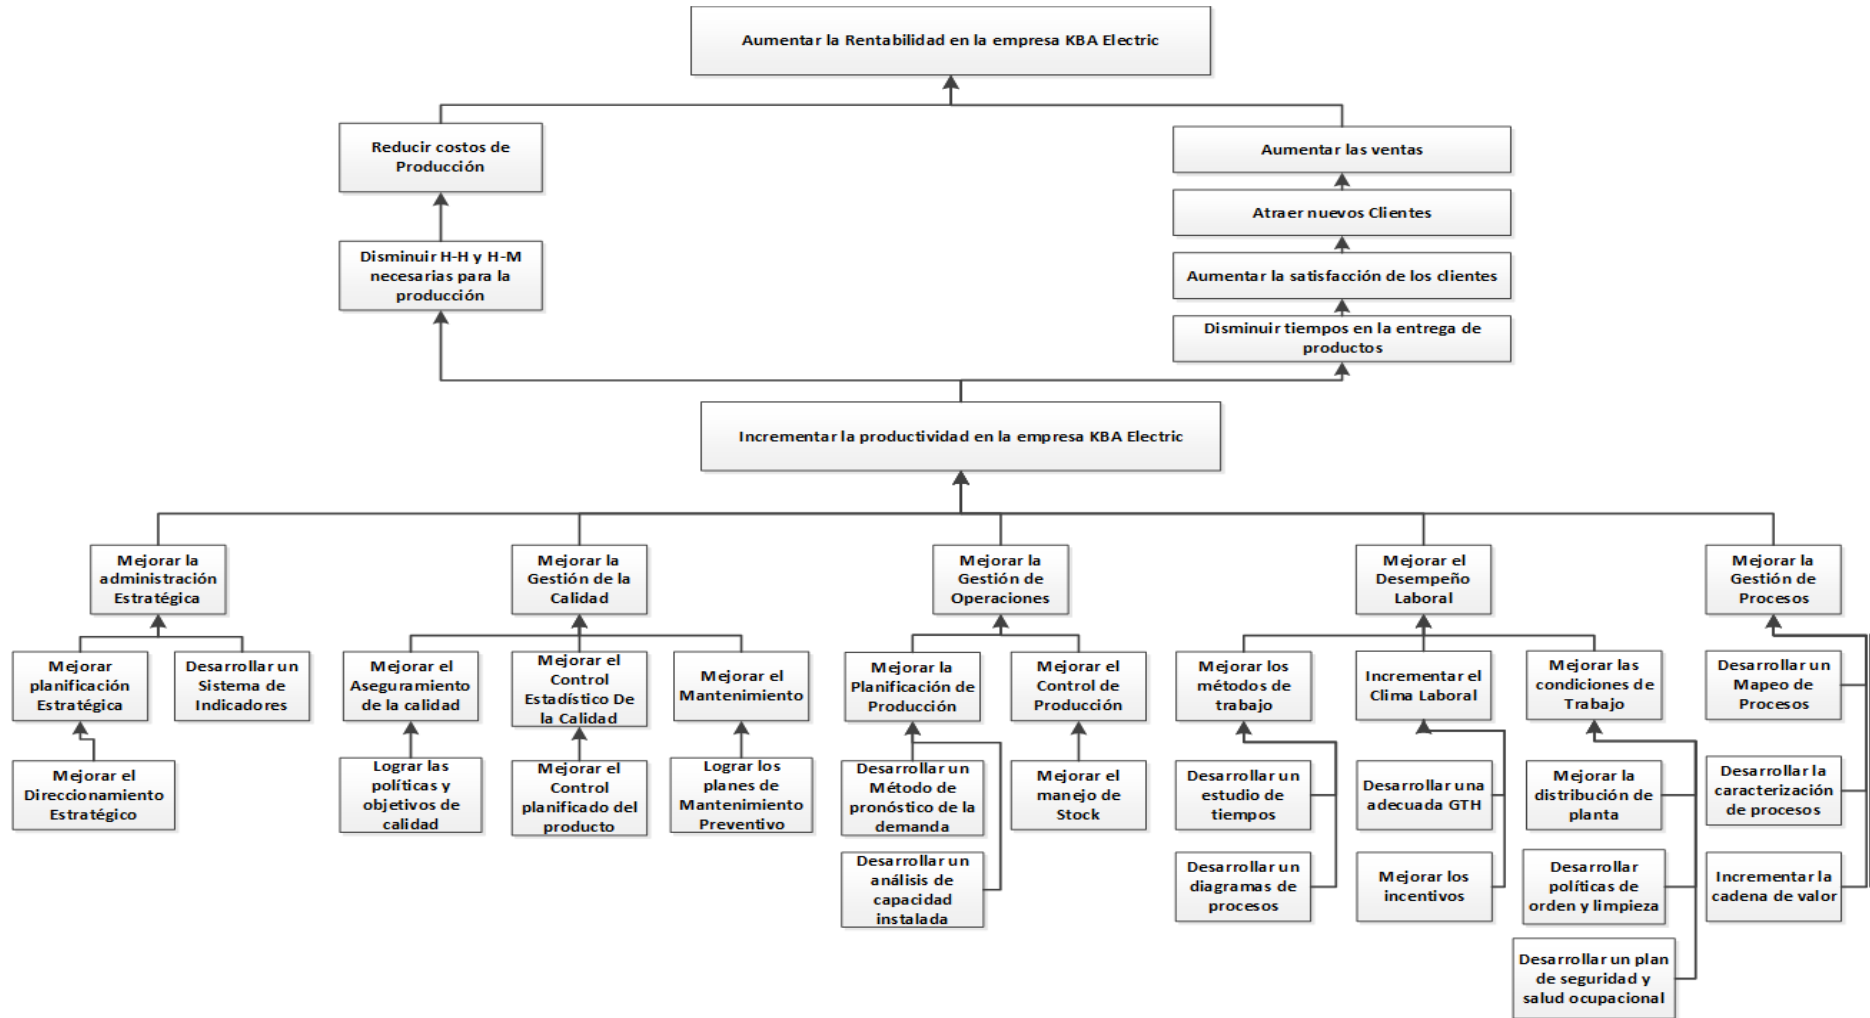 Aumentar la Rentabilidad en la empresa KBA Electric
Reducir costos de
Producción
Aumentar las ventas
Atraer nuevos Clientes
Disminuir H-H y H-M
necesarias para la
producción
Aumentar la satisfacción de los clientes
Disminuir tiempos en la entrega de
productos
Incrementar la productividad en la empresa KBA Electric
Mejorar la
administración
Estratégica
Mejorar la
Gestión de la
Calidad
Mejorar la
Gestión de
Operaciones
Mejorar el
Desempeño
Laboral
Mejorar la
Gestión de
Procesos
Mejorar
planificación
Estratégica
Desarrollar un
Sistema de
Indicadores
Mejorar el
Aseguramiento
de la calidad
Mejorar el
Control
Estadístico De
la Calidad
Mejorar el
Mantenimiento
Mejorar la
Planificación de
Producción
Mejorar el
Control de
Producción
Mejorar los
métodos de
trabajo
Incrementar el
Clima Laboral
Mejorar las
condiciones de
Trabajo
Desarrollar un
Mapeo de
Procesos
Mejorar el
Direccionamiento
Estratégico
Lograr las
políticas y
objetivos de
calidad
Mejorar el
Control
planificado del
producto
Lograr los
planes de
Mantenimiento
Preventivo
Desarrollar un
Método de
pronóstico de la
demanda
Mejorar el
manejo de
Stock
Desarrollar un
estudio de
tiempos
Desarrollar una
adecuada GTH
Mejorar la
distribución de
planta
Desarrollar la
caracterización
de procesos
Desarrollar un
análisis de
capacidad
instalada
Desarrollar un
diagramas de
procesos
Mejorar los
incentivos
Desarrollar
políticas de
orden y limpieza
Incrementar la
cadena de valor
Desarrollar un plan
de seguridad y
salud ocupacional